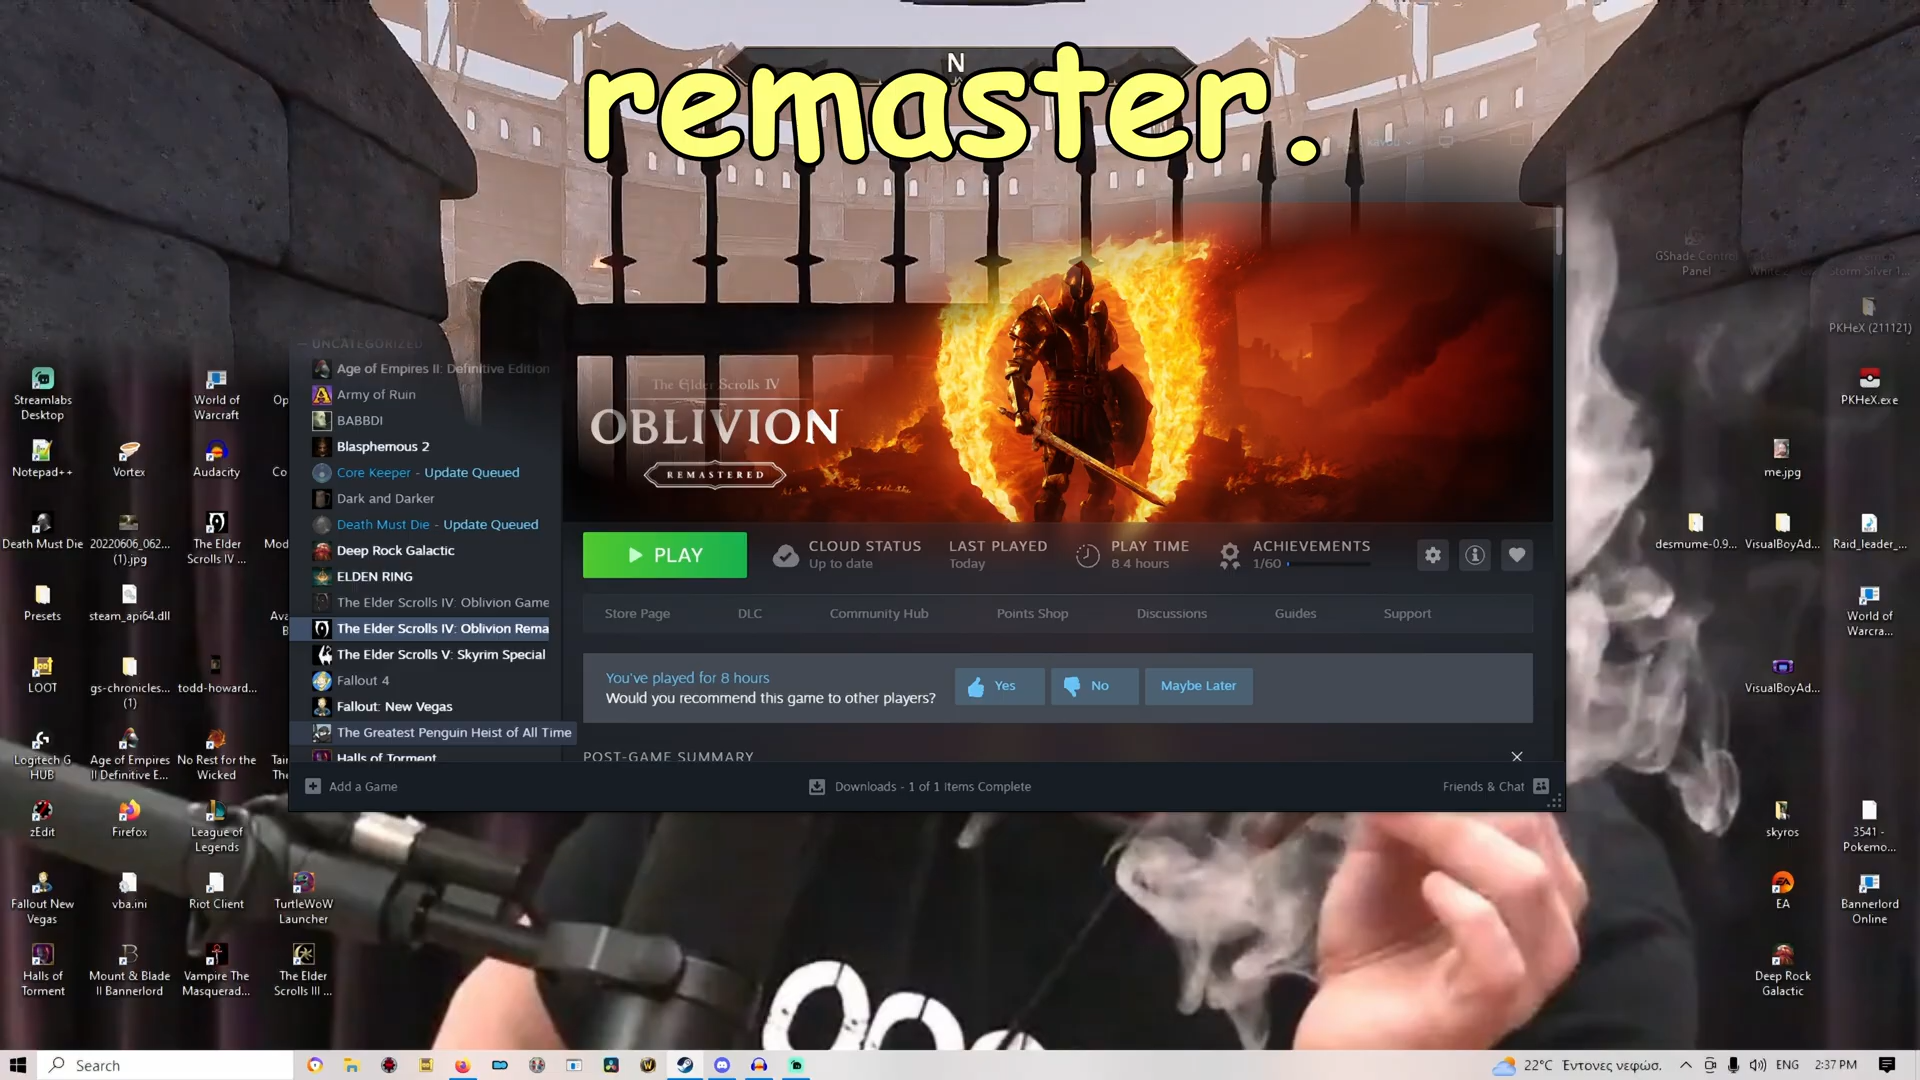 N
remaster.
GShade Control
Panel
Storm Silver 1...
PKHeX (211121)
UNCATEGORIZED
Age of Empires II: Definitive Edition
Army of Ruin
BABBDI
Blasphemous 2
Core Keeper - Update Queued
Dark and Darker
Death Must Die - Update Queued
Deep Rock Galactic
ELDEN RING
The Elder Scrolls IV: Oblivion Game
The Elder Scrolls IV: Oblivion Rema
The Elder Scrolls V: Skyrim Special
Fallout 4
Fallout: New Vegas
The Greatest Penguin Heist of All Time
Halls of Torment
Add a Game
The Elder Scrolls IV
OBLIVION
REMASTERED
PLAY
CLOUD STATUS
Up to date
LAST PLAYED
Today
PLAY TIME
8.4 hours
ACHIEVEMENTS
1/60
Store Page
DLC
Community Hub
Points Shop
Discussions
Guides
Support
You've played for 8 hours
Would you recommend this game to other players?
Yes
No
Maybe Later
POST-GAME SUMMARY
Downloads - 1 of 1 Items Complete
Friends & Chat
Streamlabs
Desktop
World of
Warcraft
Op
Notepad++
Vortex
Audacity
Co
Death Must Die
20220606_062...
(1).jpg
The Elder
Scrolls IV ...
Mod
Presets
steam_api64.dll
Ava
LOOT
gs-chronicles...
(1)
todd-howard...
Logitech G
HUB
Age of Empires
II Definitive E...
No Rest for the
Wicked
Tain
The
zEdit
Firefox
League of
Legends
Fallout New
Vegas
vba.ini
Riot Client
TurtleWoW
Launcher
Halls of
Torment
Mount & Blade
II Bannerlord
Vampire The
Masquerad...
The Elder
Scrolls III ...
PKHeX.exe
me.jpg
desmume-0.9...
VisualBoyAd...
Raid_leader_...
World of
Warcra...
VisualBoyAd...
skyros
3541 -
Pokemo...
EA
Bannerlord
Online
Deep Rock
Galactic
Search
22°C Έντονες νεφώσ.
ENG
2:37 PM